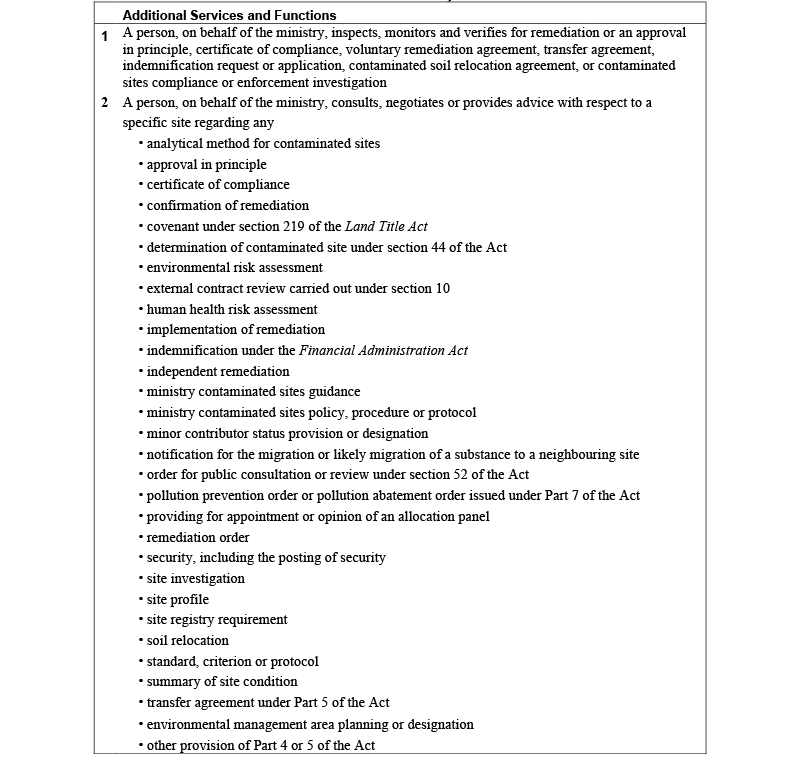 Additional Services and Functions
1 A person, on behalf of the ministry, inspects, monitors and verifies for remediation or an approval
in principle, certificate of compliance, voluntary remediation agreement, transfer agreement,
indemnification request or application, contaminated soil relocation agreement, or contaminated
sites compliance or enforcement investigation
2 A person, on behalf of the ministry, consults, negotiates or provides advice with respect to a
specific site regarding any
• analytical method for contaminated sites
• approval in principle
• certificate of compliance
• confirmation of remediation
• covenant under section 219 of the Land Title Act
• determination of contaminated site under section 44 of the Act
• environmental risk assessment
• external contract review carried out under section 10
• human health risk assessment
• implementation of remediation
• indemnification under the Financial Administration Act
• independent remediation
• ministry contaminated sites guidance
• ministry contaminated sites policy, procedure or protocol
• minor contributor status provision or designation
• notification for the migration or likely migration of a substance to a neighbouring site
• order for public consultation or review under section 52 of the Act
• pollution prevention order or pollution abatement order issued under Part 7 of the Act
• providing for appointment or opinion of an allocation panel
• remediation order
• security, including the posting of security
• site investigation
• site profile
• site registry requirement
• soil relocation
• standard, criterion or protocol
• summary of site condition
• transfer agreement under Part 5 of the Act
• environmental management area planning or designation
• other provision of Part 4 or 5 of the Act